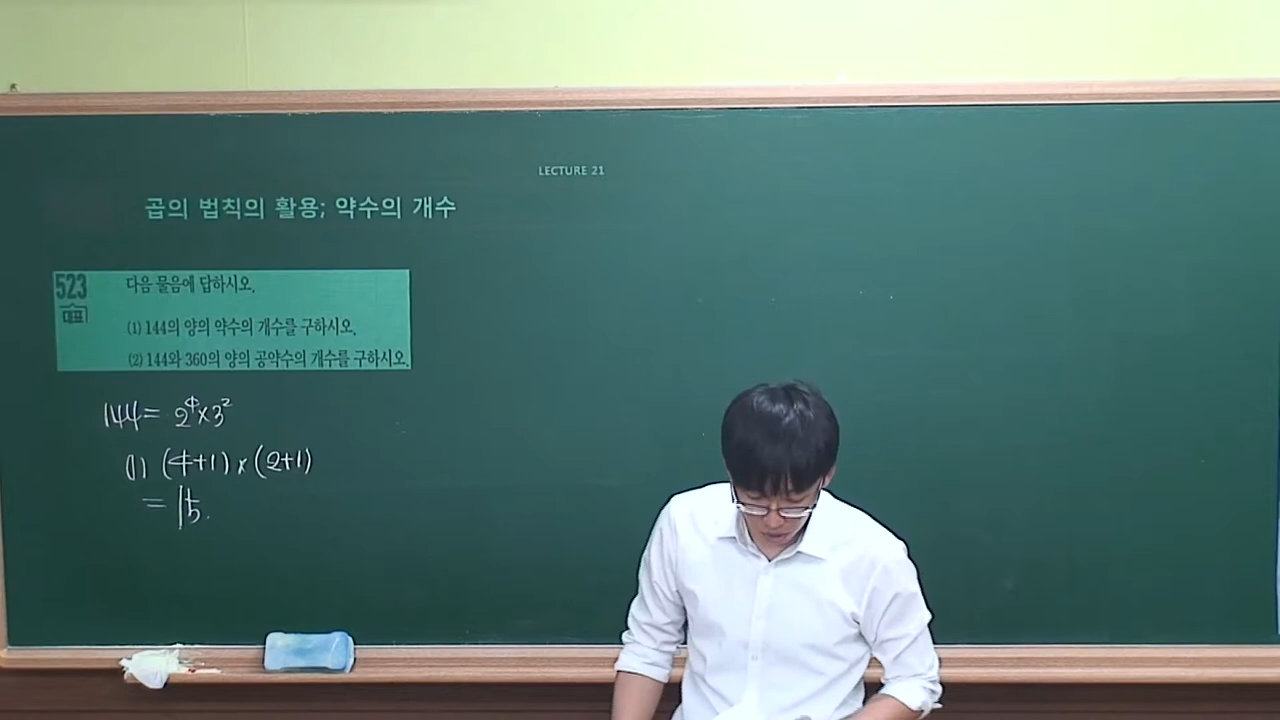 LECTURE 21
곱의 법칙의 활용; 약수의 개수
523
대표
다음 물음에 답하시오.
(1) 144의 양의 약수의 개수를 구하시오.
(2) 144와 360의 양의 공약수의 개수를 구하시오.
144 = 2⁴×3²
(1) (4+1)×(2+1)
= 15.